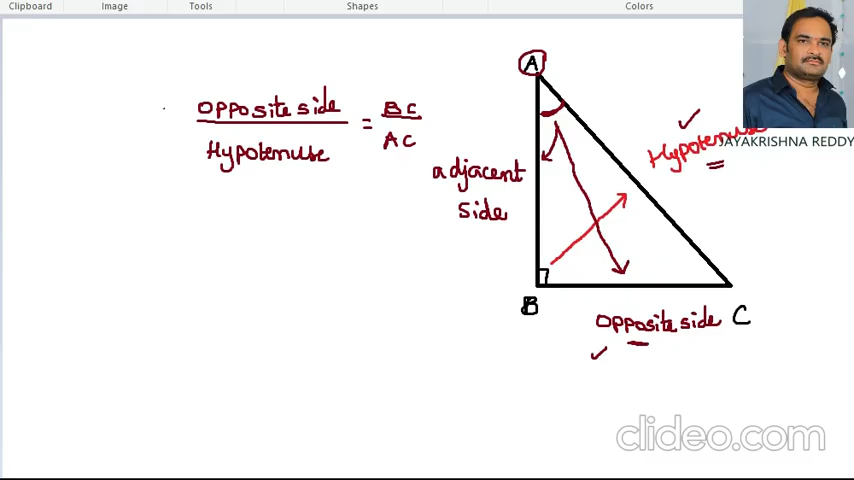 Clipboard
Image
Tools
Shapes
Colors
Opposite side
Hypotenuse
= BC
AC
A
adjacent
side
Hypotenuse
JAYAKRISHNA REDDY
B
Opposite side
C
clideo.com